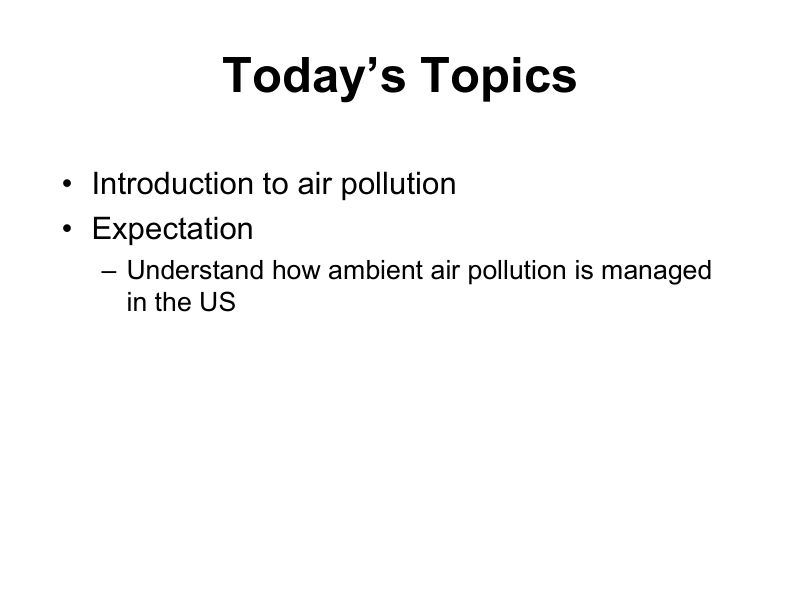 Today’s Topics
• Introduction to air pollution
• Expectation
– Understand how ambient air pollution is managed
in the US